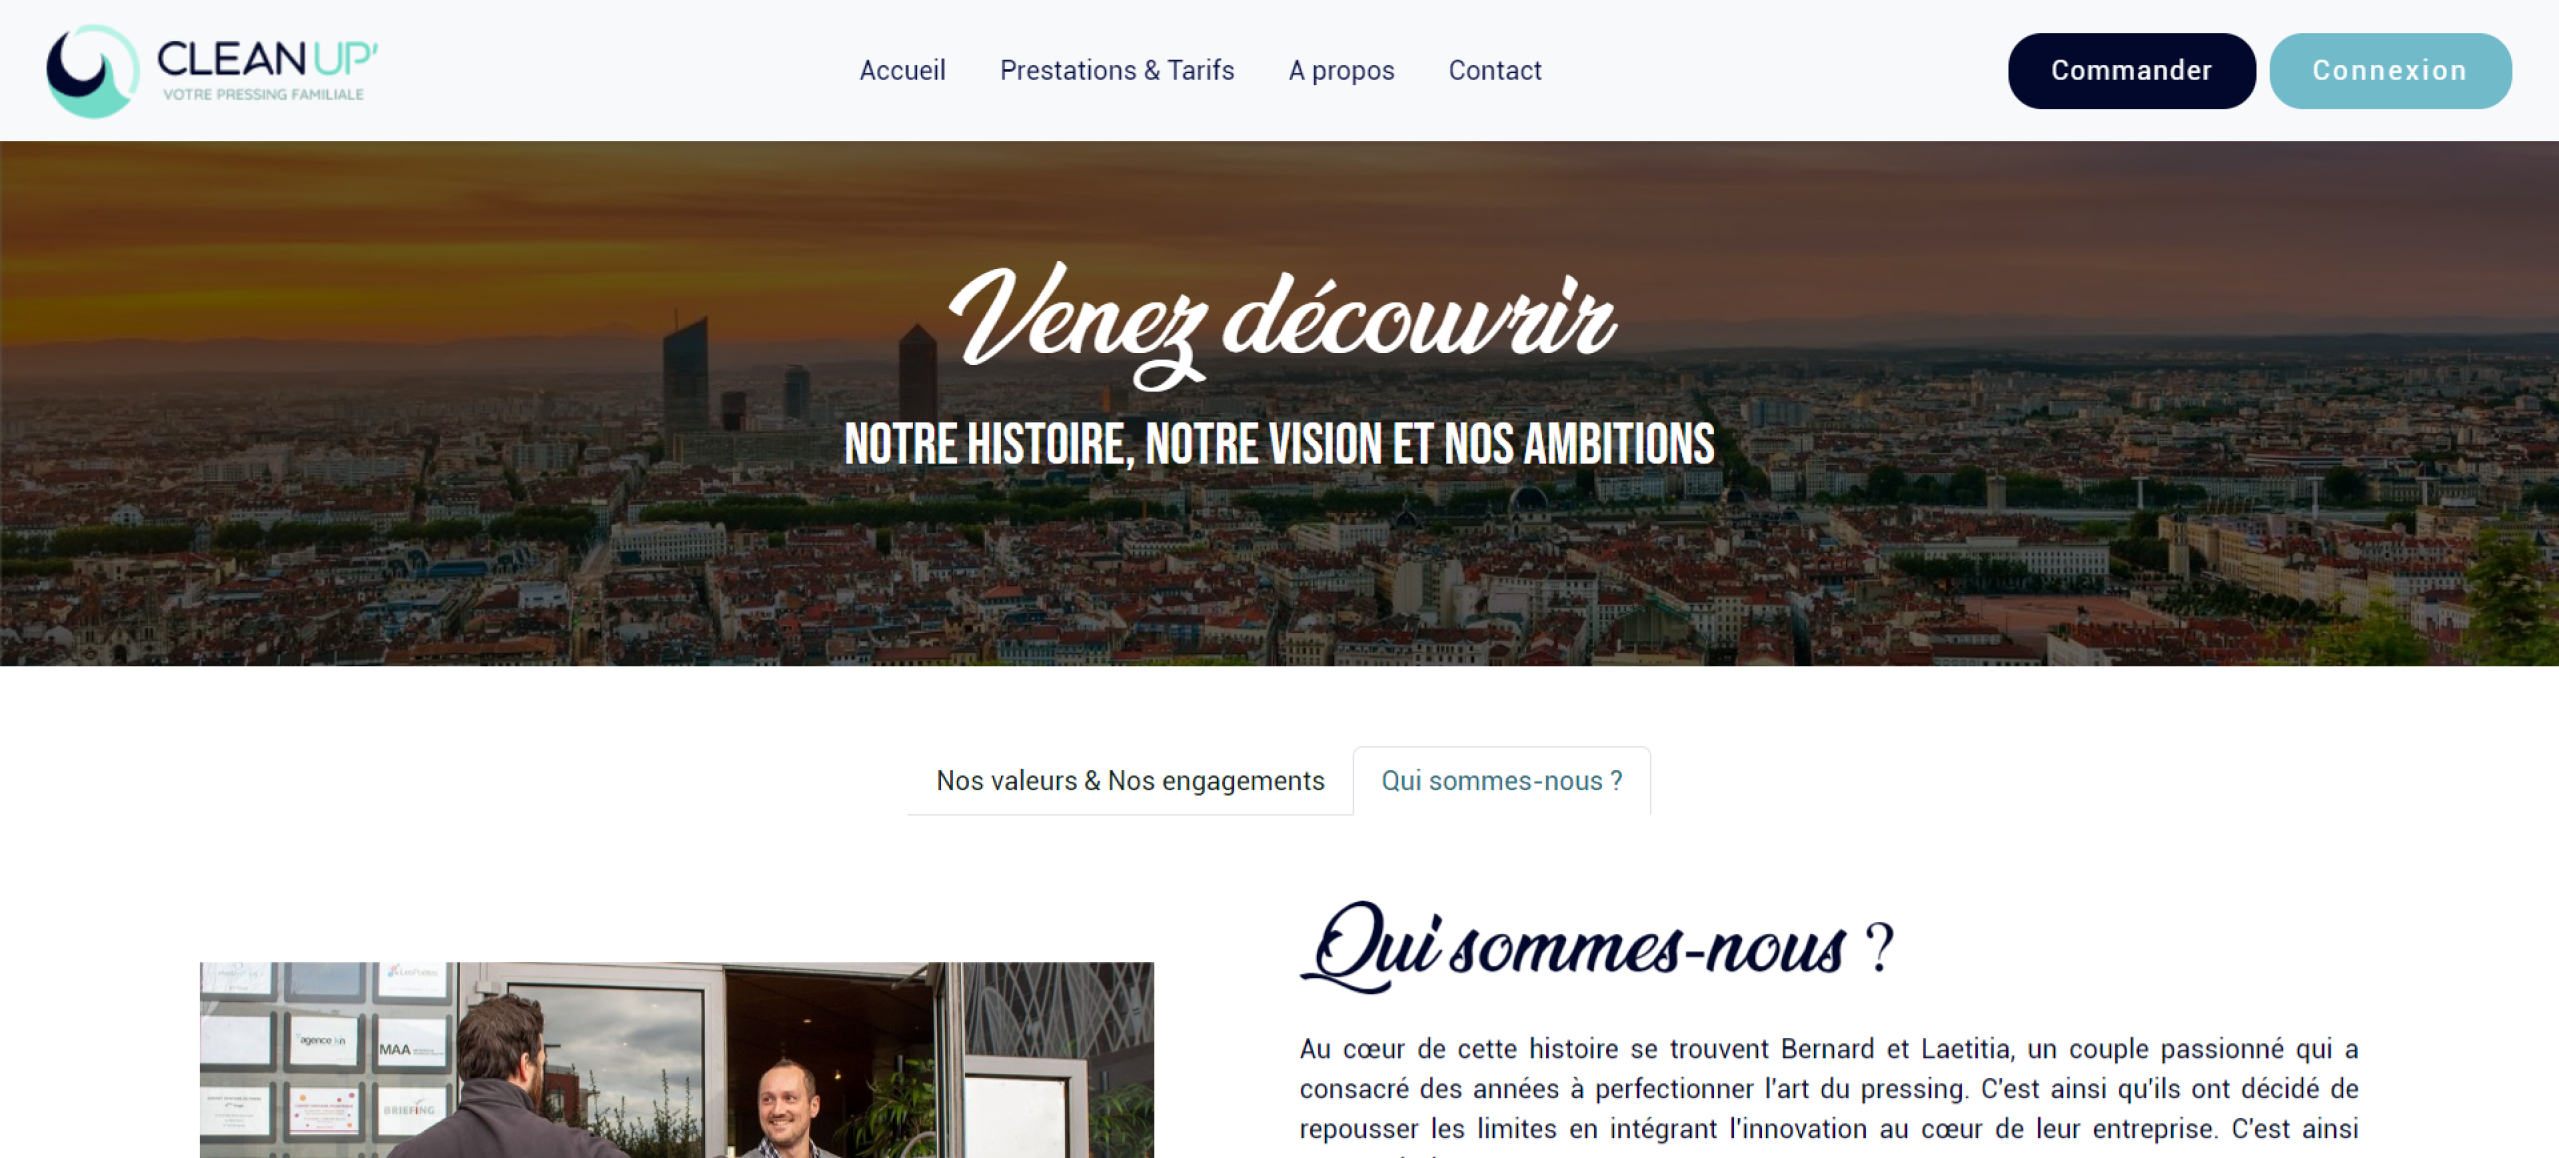 CLEAN UP'
VOTRE PRESSING FAMILIALE
Accueil
Prestations & Tarifs
A propos
Contact
Commander
Connexion
Venez découvrir
NOTRE HISTOIRE, NOTRE VISION ET NOS AMBITIONS
Nos valeurs & Nos engagements
Qui sommes-nous ?
Qui sommes-nous ?
Au cœur de cette histoire se trouvent Bernard et Laetitia, un couple passionné qui a
consacré des années à perfectionner l'art du pressing. C'est ainsi qu'ils ont décidé de
repousser les limites en intégrant l'innovation au cœur de leur entreprise. C'est ainsi
agence
MAA
BRIEFING